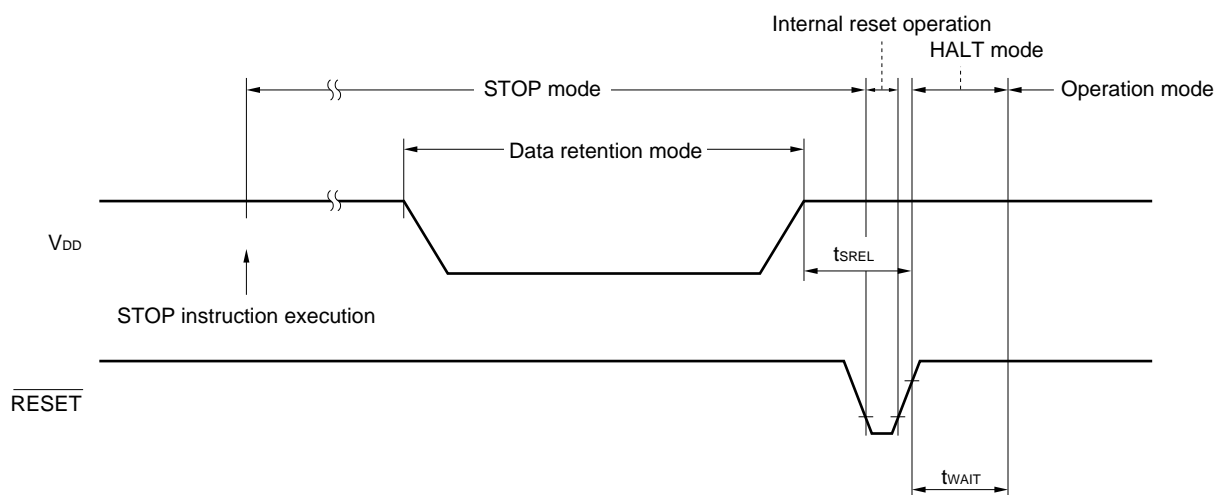 Internal reset operation
HALT mode
STOP mode
Operation mode
Data retention mode
VDD
tSREL
STOP instruction execution
RESET
tWAIT